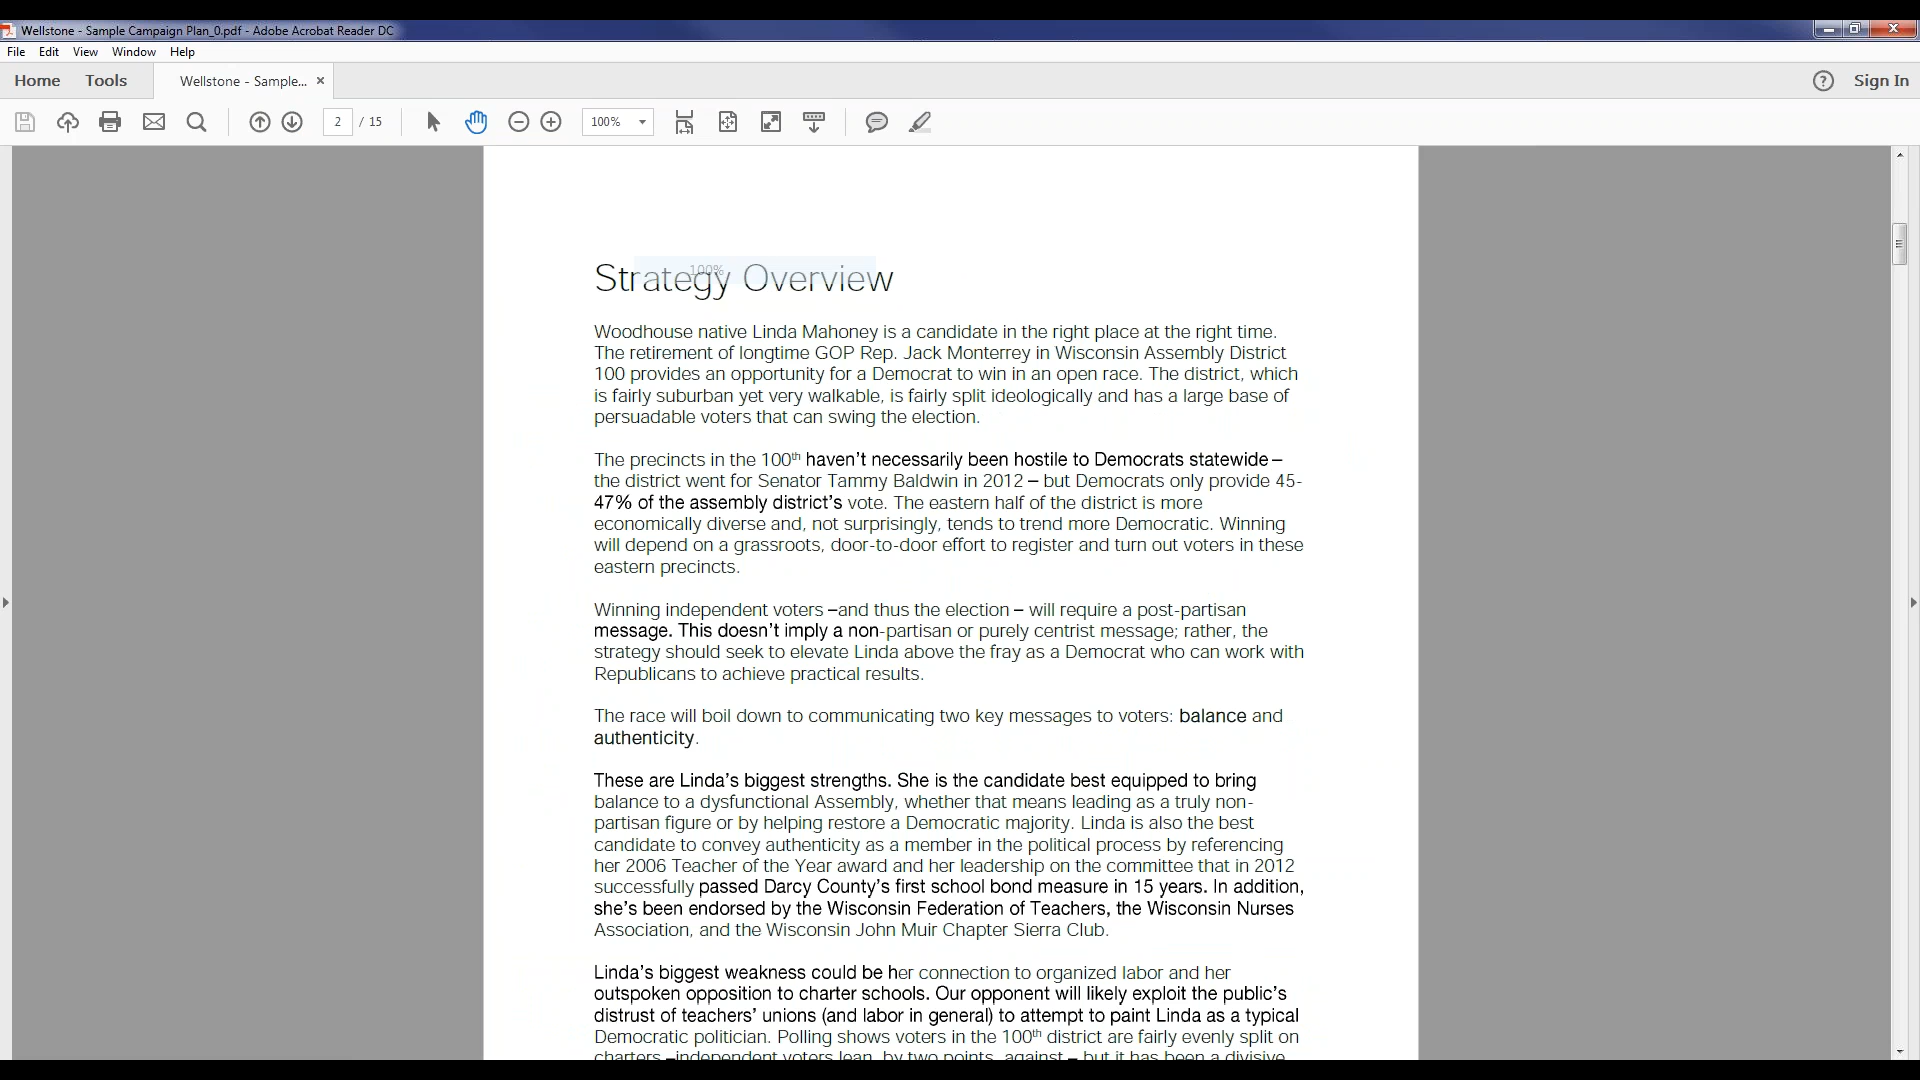 Wellstone - Sample Campaign Plan_0.pdf - Adobe Acrobat Reader DC
File Edit View Window Help
Home Tools Wellstone - Sample... × ? Sign In
2 / 15 100%
100%
Strategy Overview
Woodhouse native Linda Mahoney is a candidate in the right place at the right time.
The retirement of longtime GOP Rep. Jack Monterrey in Wisconsin Assembly District
100 provides an opportunity for a Democrat to win in an open race. The district, which
is fairly suburban yet very walkable, is fairly split ideologically and has a large base of
persuadable voters that can swing the election.
The precincts in the 100th haven’t necessarily been hostile to Democrats statewide –
the district went for Senator Tammy Baldwin in 2012 – but Democrats only provide 45-
47% of the assembly district’s vote. The eastern half of the district is more
economically diverse and, not surprisingly, tends to trend more Democratic. Winning
will depend on a grassroots, door-to-door effort to register and turn out voters in these
eastern precincts.
Winning independent voters –and thus the election – will require a post-partisan
message. This doesn’t imply a non-partisan or purely centrist message; rather, the
strategy should seek to elevate Linda above the fray as a Democrat who can work with
Republicans to achieve practical results.
The race will boil down to communicating two key messages to voters: balance and
authenticity.
These are Linda’s biggest strengths. She is the candidate best equipped to bring
balance to a dysfunctional Assembly, whether that means leading as a truly non-
partisan figure or by helping restore a Democratic majority. Linda is also the best
candidate to convey authenticity as a member in the political process by referencing
her 2006 Teacher of the Year award and her leadership on the committee that in 2012
successfully passed Darcy County’s first school bond measure in 15 years. In addition,
she’s been endorsed by the Wisconsin Federation of Teachers, the Wisconsin Nurses
Association, and the Wisconsin John Muir Chapter Sierra Club.
Linda’s biggest weakness could be her connection to organized labor and her
outspoken opposition to charter schools. Our opponent will likely exploit the public’s
distrust of teachers’ unions (and labor in general) to attempt to paint Linda as a typical
Democratic politician. Polling shows voters in the 100th district are fairly evenly split on
charters –independent voters lean, by two points, against – but it has been a divisive